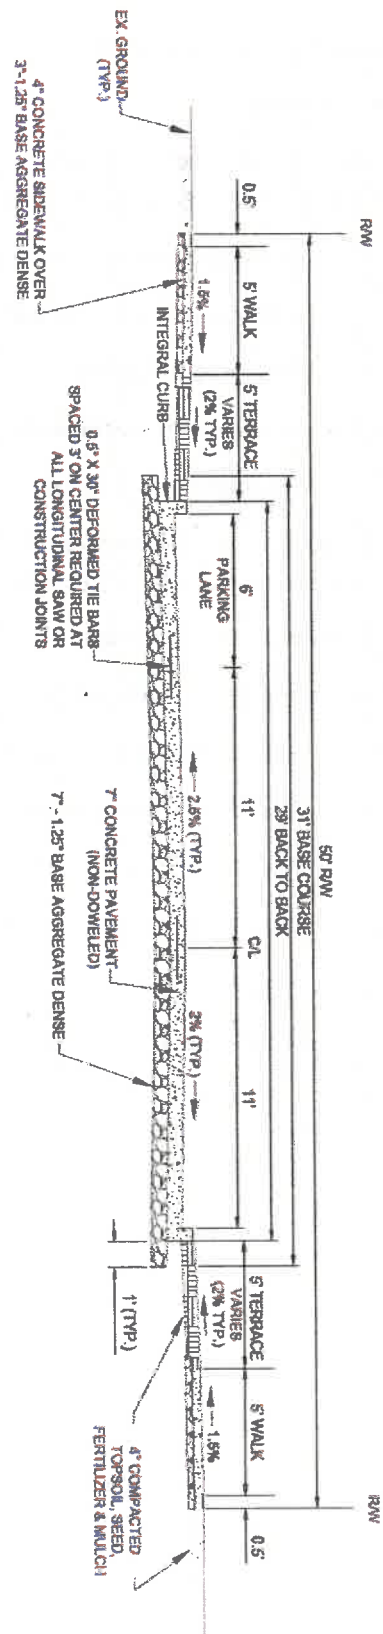 R/W
R/W
50' R/W
31' BASE COURSE
29' BACK TO BACK
0.5'
5' WALK
5' TERRACE
VARIES
(2% TYP.)
6'
PARKING
LANE
11'
C/L
11'
5' TERRACE
VARIES
(2% TYP.)
5' WALK
0.5'
1.5%
2.5% (TYP.)
2% (TYP.)
1.5%
EX. GROUND
(TYP.)
INTEGRAL CURB
7" CONCRETE PAVEMENT
(NON-DOWELED)
1' (TYP.)
4" CONCRETE SIDEWALK OVER
3"-1.25" BASE AGGREGATE DENSE
0.5" X 30" DEFORMED TIE BARS
SPACED 3' ON CENTER REQUIRED AT
ALL LONGITUDINAL SAW OR
CONSTRUCTION JOINTS
7" - 1.25" BASE AGGREGATE DENSE
4" COMPACTED
TOPSOIL, SEED,
FERTILIZER & MULCH